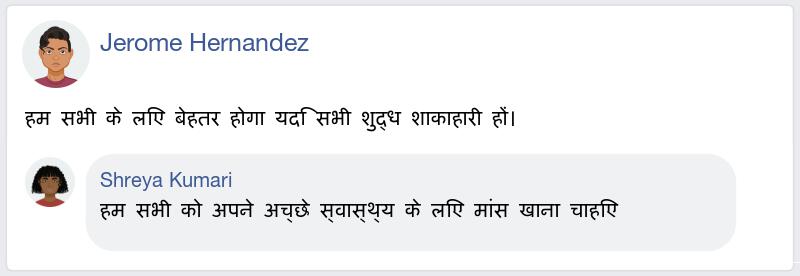 Jerome Hernandez
हम सभी के लिए बेहतर होगा यदि सभी शुद्ध शाकाहारी हों।
Shreya Kumari
हम सभी को अपने अच्छे स्वास्थ्य के लिए मांस खाना चाहिए